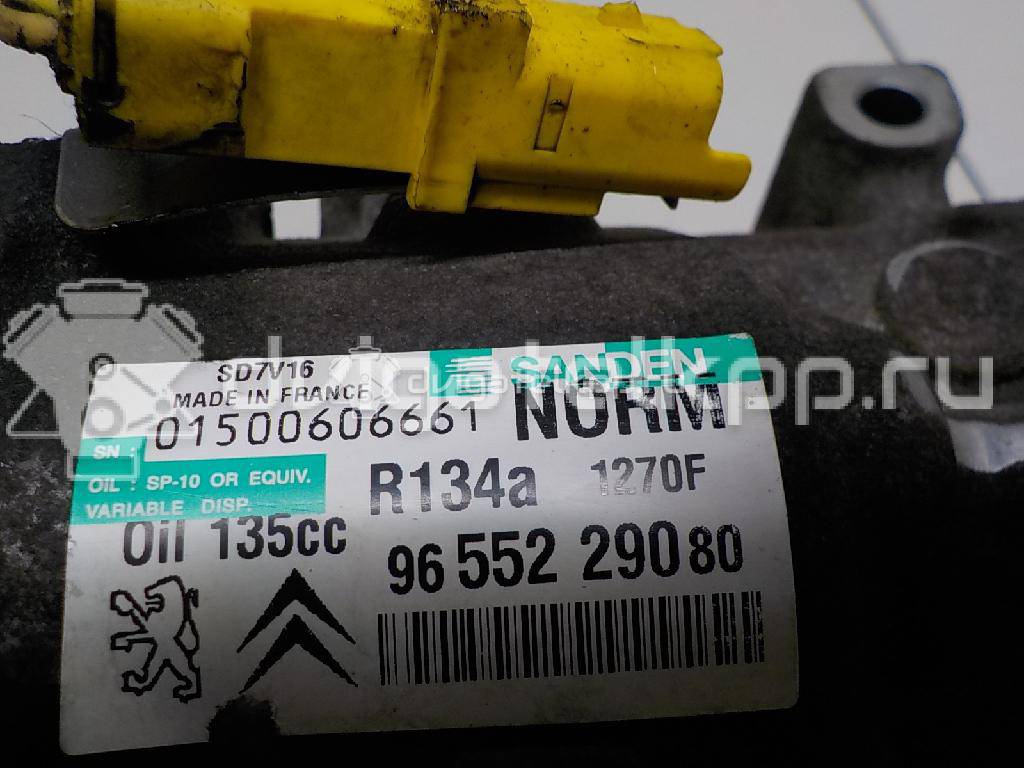 SD7V16
SANDEN
MADE IN FRANCE
NORM
SN : 01500606661
OIL : SP-10 OR EQUIV.
VARIABLE DISP.
R134a 1270F
Oil 135cc
96 552 290 80